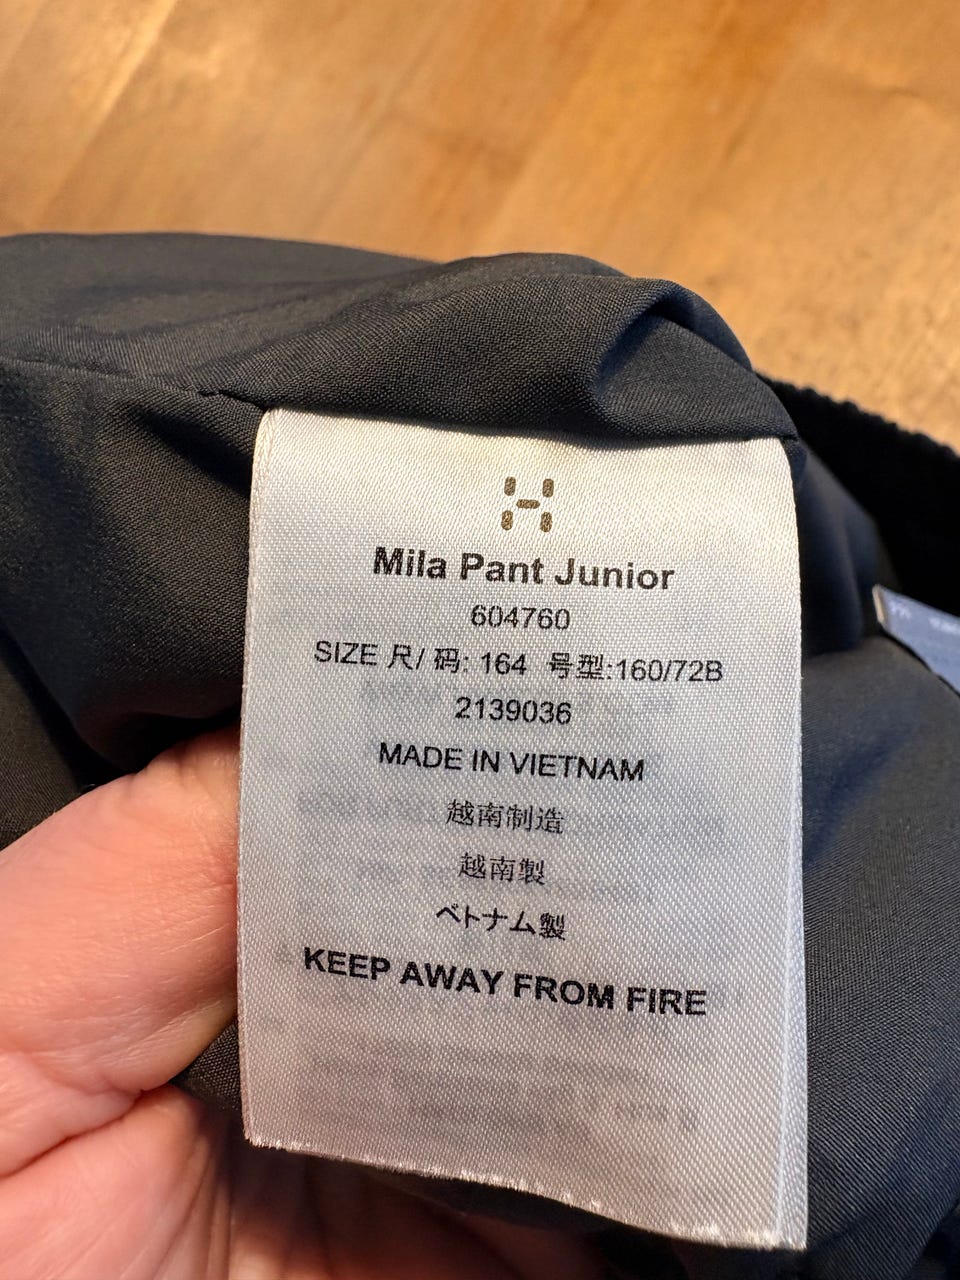 Mila Pant Junior
604760
SIZE 尺/ 码: 164 号型:160/72B
2139036
MADE IN VIETNAM
越南制造
越南製
ベトナム製
KEEP AWAY FROM FIRE